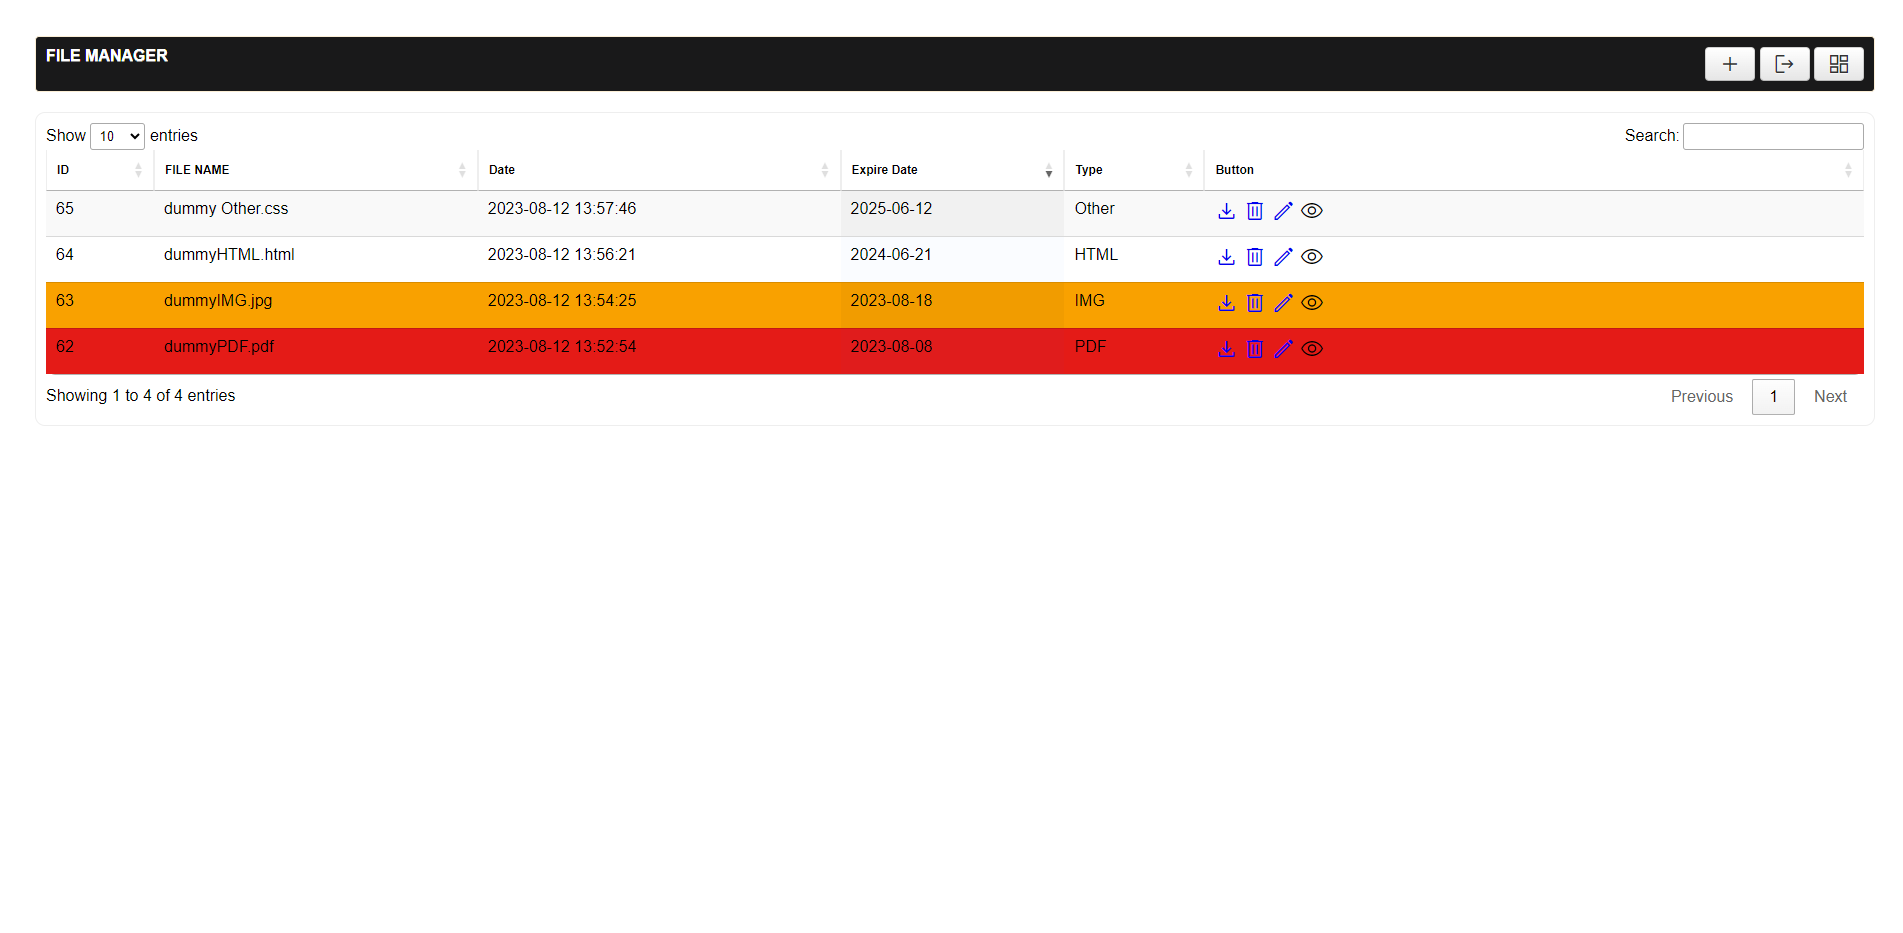 FILE MANAGER
Show 10 entries Search:
ID FILE NAME Date Expire Date Type Button
65 dummy Other.css 2023-08-12 13:57:46 2025-06-12 Other
64 dummyHTML.html 2023-08-12 13:56:21 2024-06-21 HTML
63 dummyIMG.jpg 2023-08-12 13:54:25 2023-08-18 IMG
62 dummyPDF.pdf 2023-08-12 13:52:54 2023-08-08 PDF
Showing 1 to 4 of 4 entries Previous 1 Next